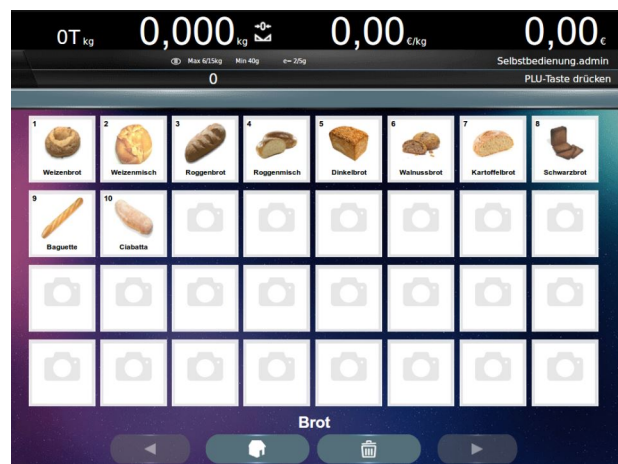 0T kg 0,000 kg →0← 0,00 €/kg 0,00 €
Max 6/15kg Min 40g e= 2/5g Selbstbedienung.admin
0 PLU-Taste drücken
1 2 3 4 5 6 7 8
Weizenbrot Weizenmisch Roggenbrot Roggenmisch Dinkelbrot Walnussbrot Kartoffelbrot Schwarzbrot
9 10
Baguette Ciabatta
Brot